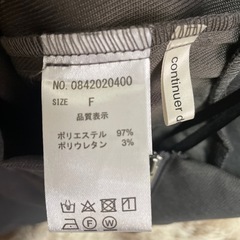 NO. 0842020400
SIZE F
品質表示
ポリエステル 97%
ポリウレタン 3%
continuer d